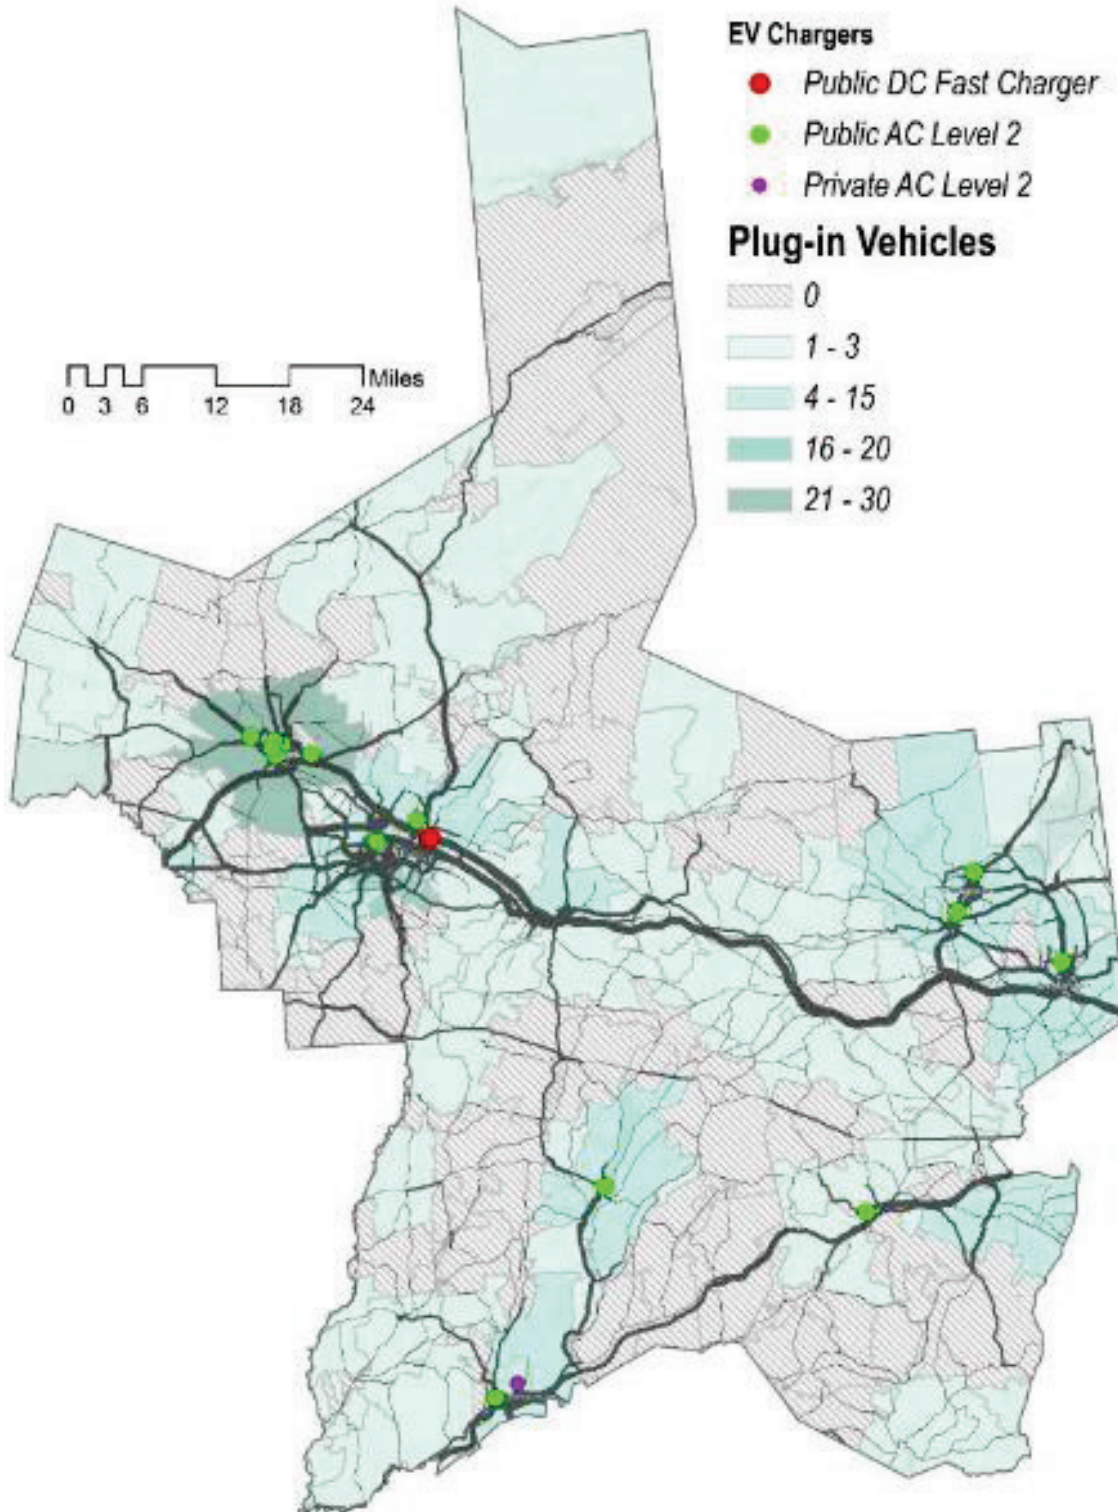 EV Chargers
Public DC Fast Charger
Public AC Level 2
Private AC Level 2
Plug-in Vehicles
0
1 - 3
4 - 15
16 - 20
21 - 30
Miles
0 3 6 12 18 24